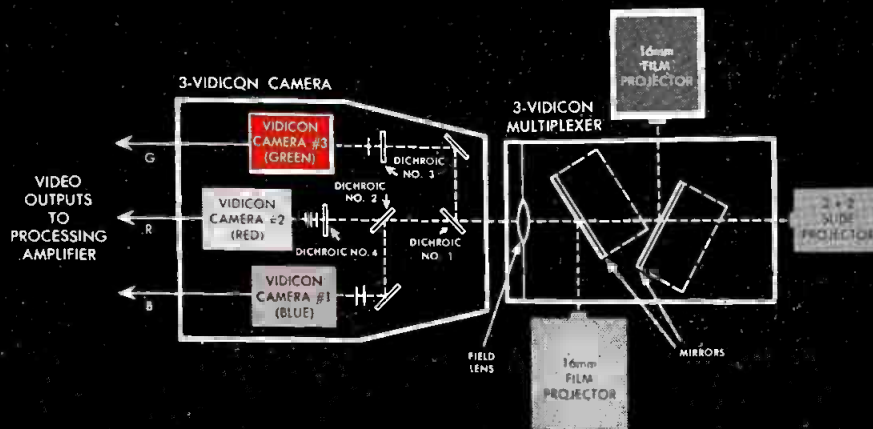 16mm
FILM
PROJECTOR
3-VIDICON CAMERA
3-VIDICON
MULTIPLEXER
VIDICON
CAMERA #3
(GREEN)
G
DICHROIC
NO. 3
VIDEO
OUTPUTS
TO
PROCESSING
AMPLIFIER
DICHROIC
NO. 2
VIDICON
CAMERA #2
(RED)
R
DICHROIC NO. 4
DICHROIC
NO. 1
2 × 2
SLIDE
PROJECTOR
VIDICON
CAMERA #1
(BLUE)
B
FIELD
LENS
MIRRORS
16mm
FILM
PROJECTOR